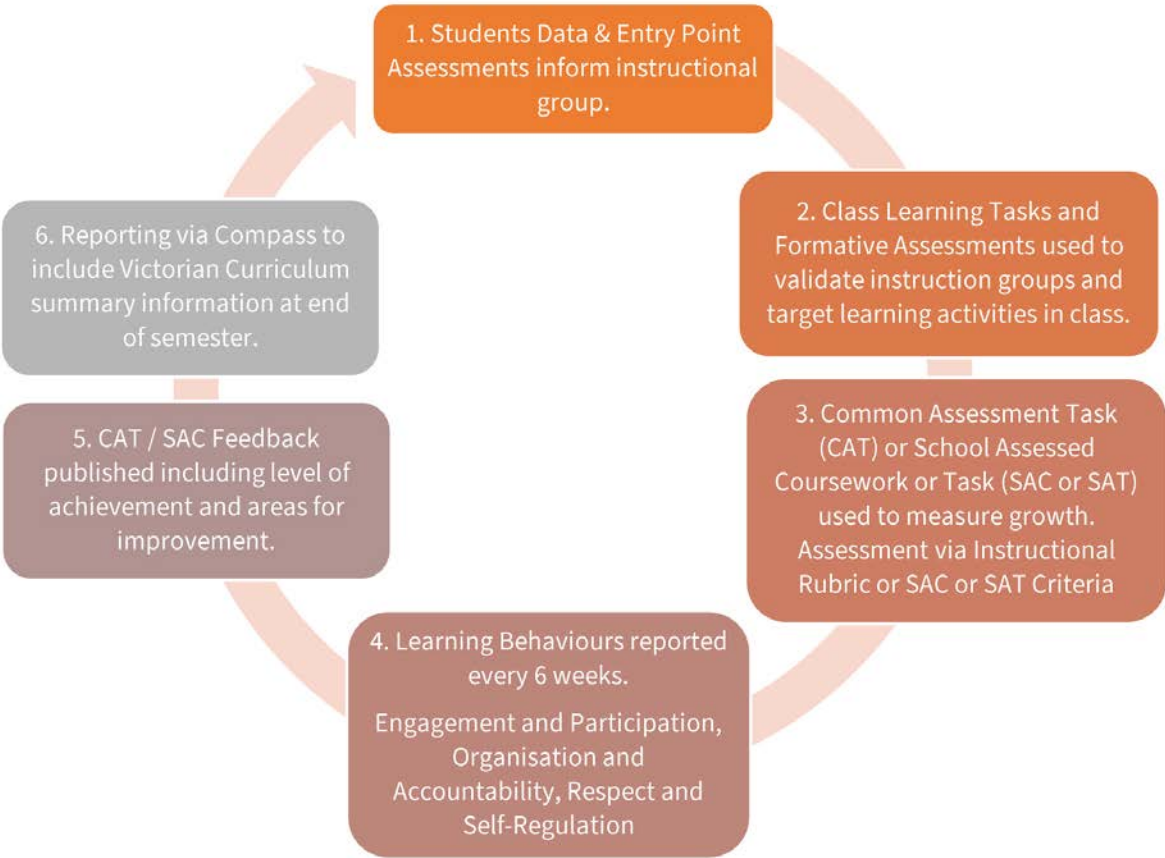 1. Students Data & Entry Point
Assessments inform instructional
group.
2. Class Learning Tasks and
Formative Assessments used to
validate instruction groups and
target learning activities in class.
3. Common Assessment Task
(CAT) or School Assessed
Coursework or Task (SAC or SAT)
used to measure growth.
Assessment via Instructional
Rubric or SAC or SAT Criteria
4. Learning Behaviours reported
every 6 weeks.
Engagement and Participation,
Organisation and
Accountability, Respect and
Self-Regulation
5. CAT / SAC Feedback
published including level of
achievement and areas for
improvement.
6. Reporting via Compass to
include Victorian Curriculum
summary information at end
of semester.